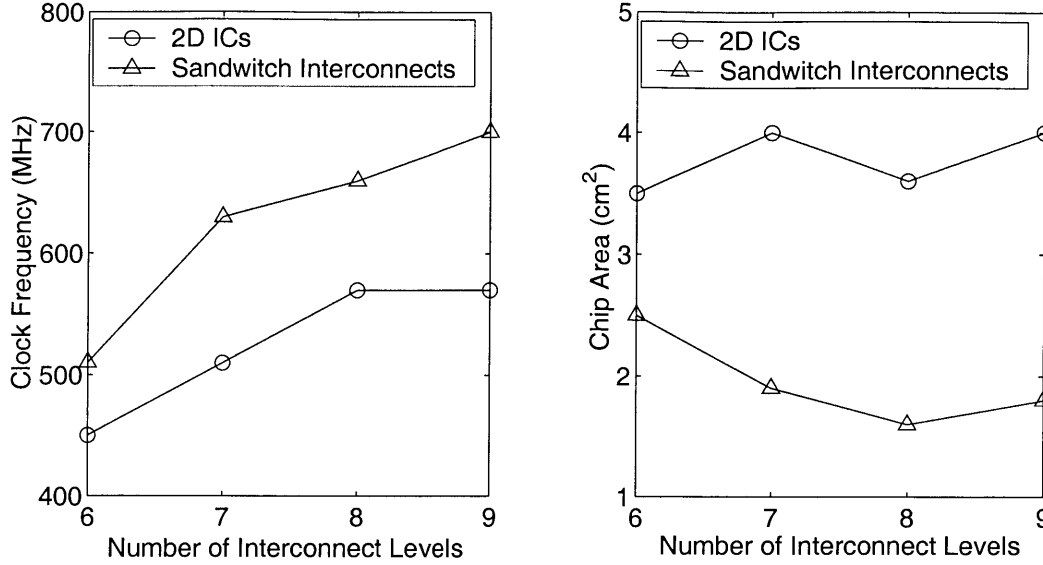 800
700
600
500
400
Clock Frequency (MHz)
2D ICs
Sandwitch Interconnects
6 7 8 9
Number of Interconnect Levels
5
4
3
2
1
Chip Area (cm²)
2D ICs
Sandwitch Interconnects
6 7 8 9
Number of Interconnect Levels